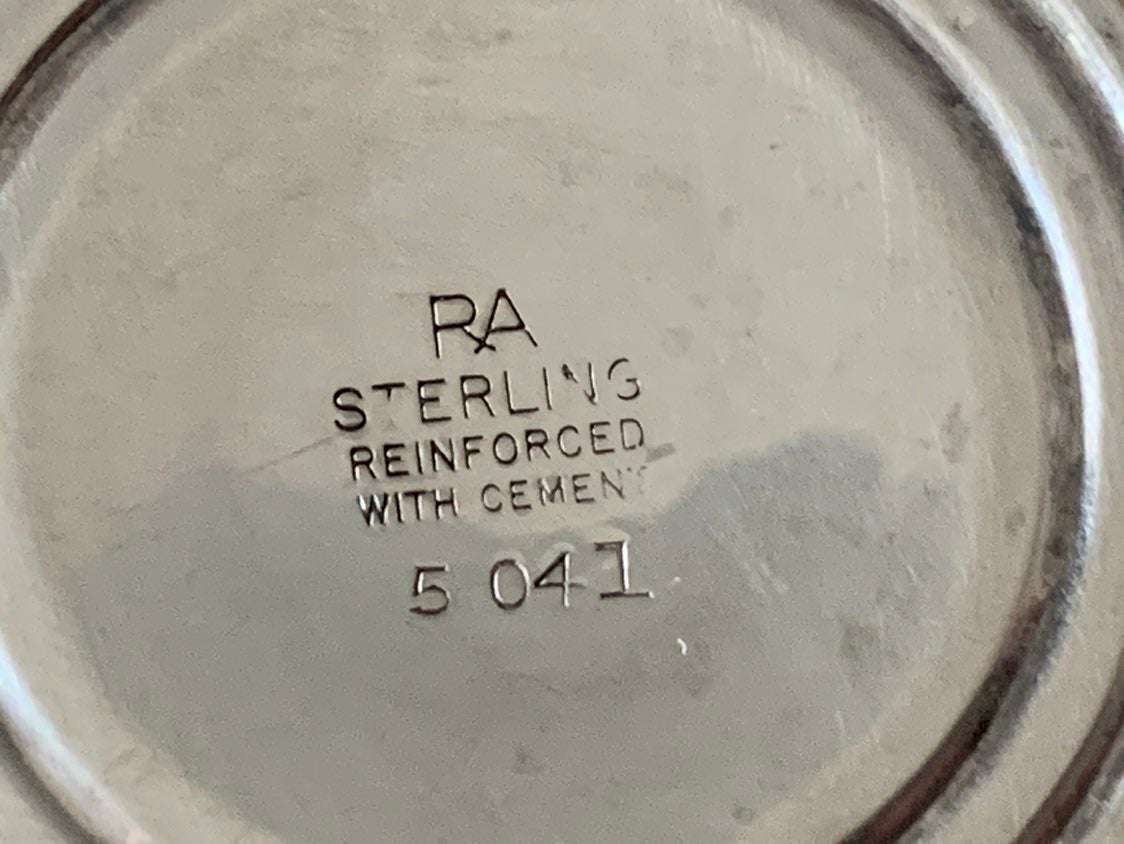 RA
STERLING
REINFORCED
WITH CEMENT
5 041